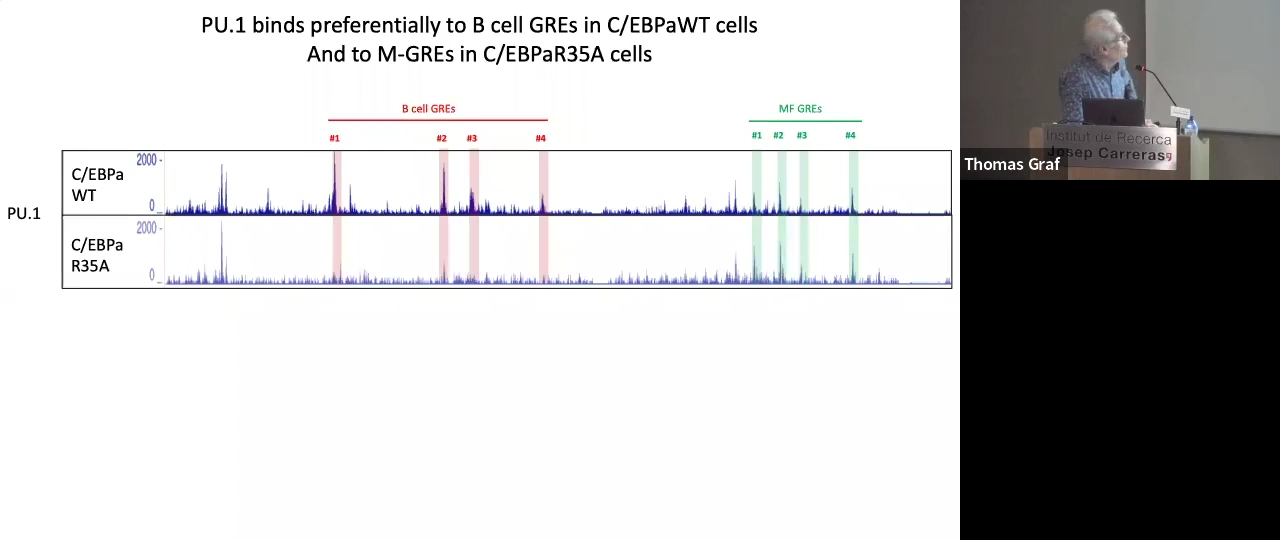 PU.1 binds preferentially to B cell GREs in C/EBPaWT cells
And to M-GREs in C/EBPaR35A cells
B cell GREs
MF GREs
#1
#2
#3
#4
#1
#2
#3
#4
PU.1
C/EBPa
WT
2000
0
C/EBPa
R35A
2000
0
Institut de Recerca
Josep Carreras
Thomas Graf